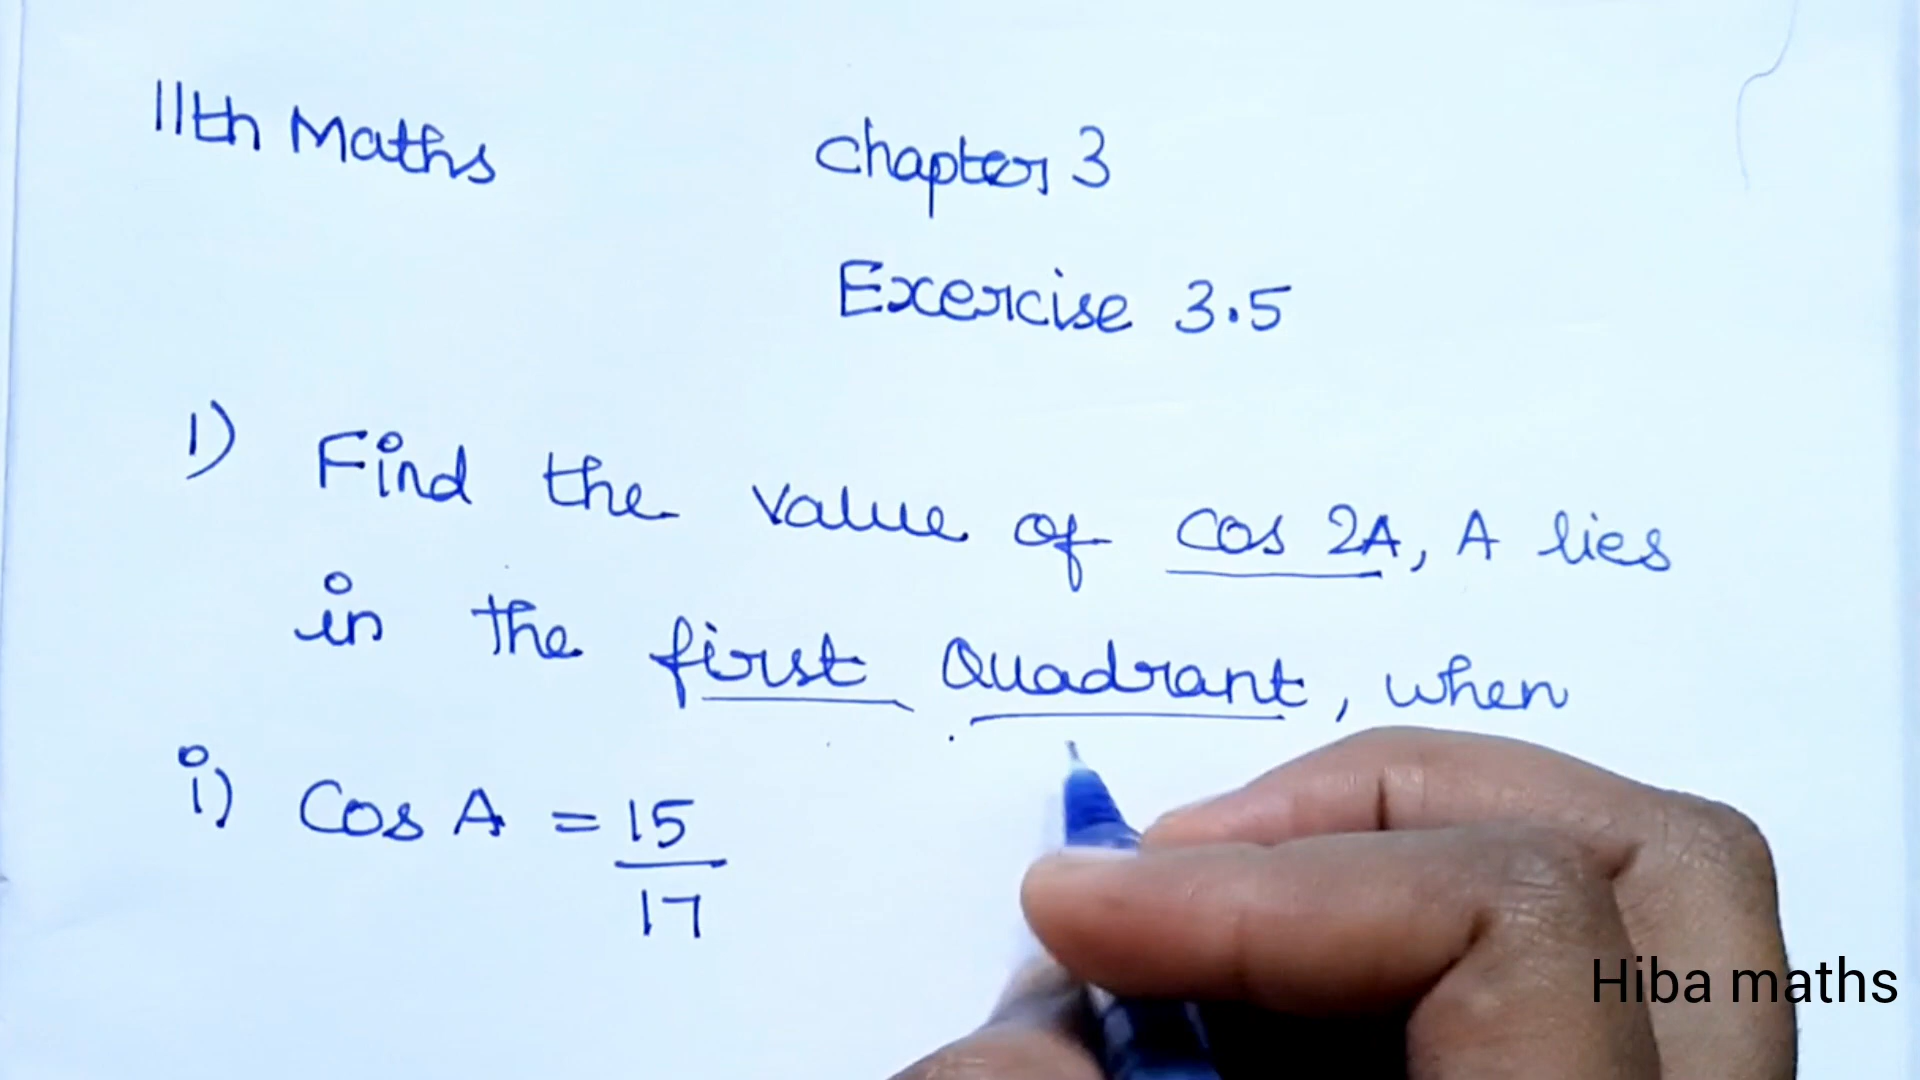 11th Maths
Chapter 3
Exercise 3.5
1) Find the value of cos 2A, A lies
in the first Quadrant, when
i) Cos A = 15/17
Hiba maths